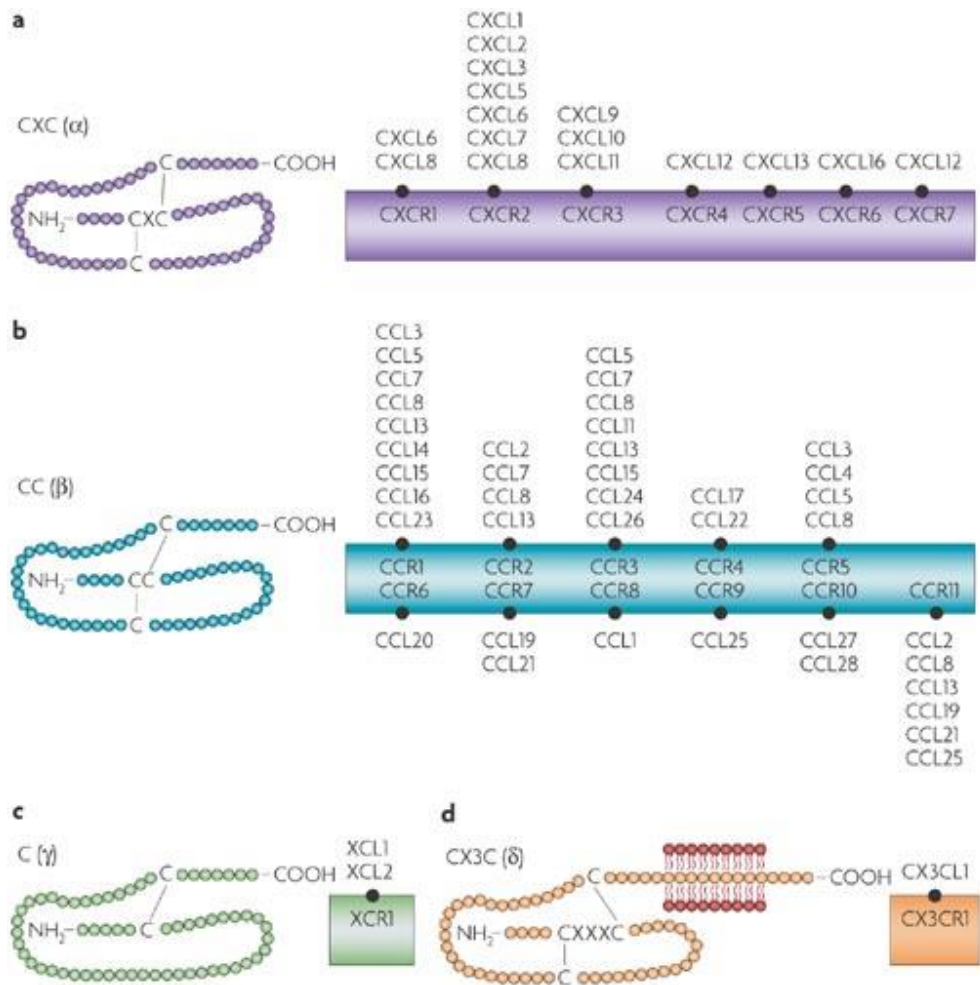 a
CXC (α)
NH2-
CXC
C
C
-COOH
CXCL6
CXCL8
CXCR1
CXCL1
CXCL2
CXCL3
CXCL5
CXCL6
CXCL7
CXCL8
CXCR2
CXCL9
CXCL10
CXCL11
CXCR3
CXCL12
CXCR4
CXCL13
CXCR5
CXCL16
CXCR6
CXCL12
CXCR7
b
CC (β)
NH2-
CC
C
C
-COOH
CCL3
CCL5
CCL7
CCL8
CCL13
CCL14
CCL15
CCL16
CCL23
CCR1
CCR6
CCL20
CCL2
CCL7
CCL8
CCL13
CCR2
CCR7
CCL19
CCL21
CCL5
CCL7
CCL8
CCL11
CCL13
CCL15
CCL24
CCL26
CCR3
CCR8
CCL1
CCL17
CCL22
CCR4
CCR9
CCL25
CCL3
CCL4
CCL5
CCL8
CCR5
CCR10
CCL27
CCL28
CCR11
CCL2
CCL8
CCL13
CCL19
CCL21
CCL25
c
C (γ)
NH2-
C
C
-COOH
XCL1
XCL2
XCR1
d
CX3C (δ)
NH2-
CXXXC
C
C
-COOH
CX3CL1
CX3CR1